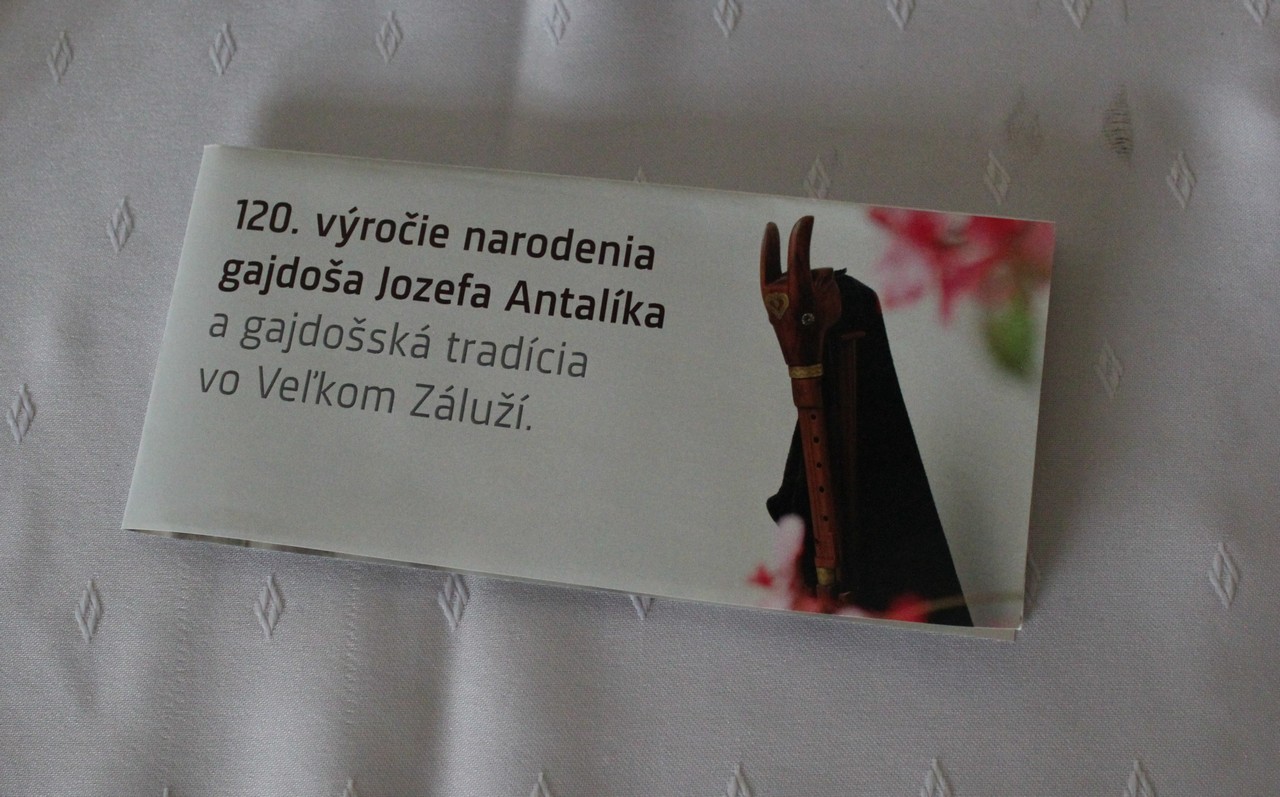 120. výročie narodenia
gajdoša Jozefa Antalíka
a gajdošská tradícia
vo Veľkom Záluží.